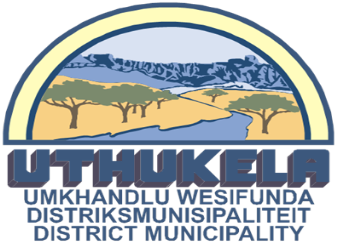 UTHUKELA
UMKHANDLU WESIFUNDA
DISTRIKSMUNISIPALITEIT
DISTRICT MUNICIPALITY